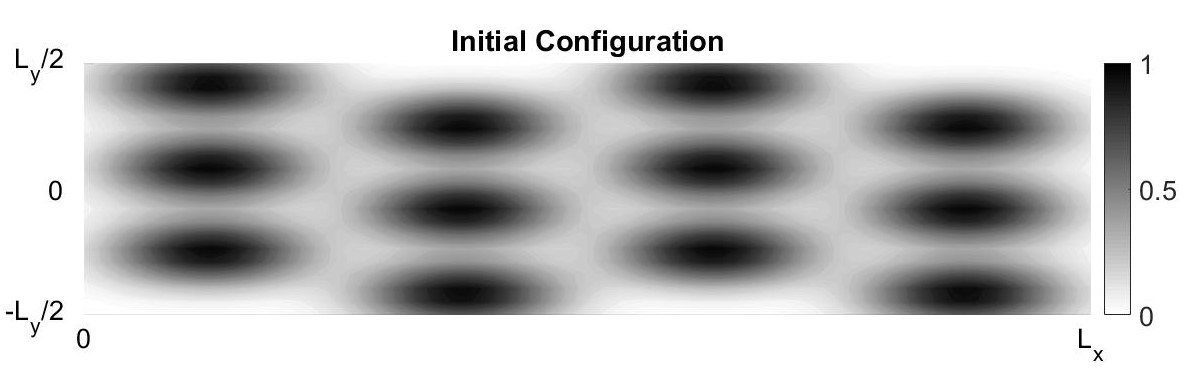 Initial Configuration
L_y/2
0
-L_y/2
0
L_x
1
0.5
0